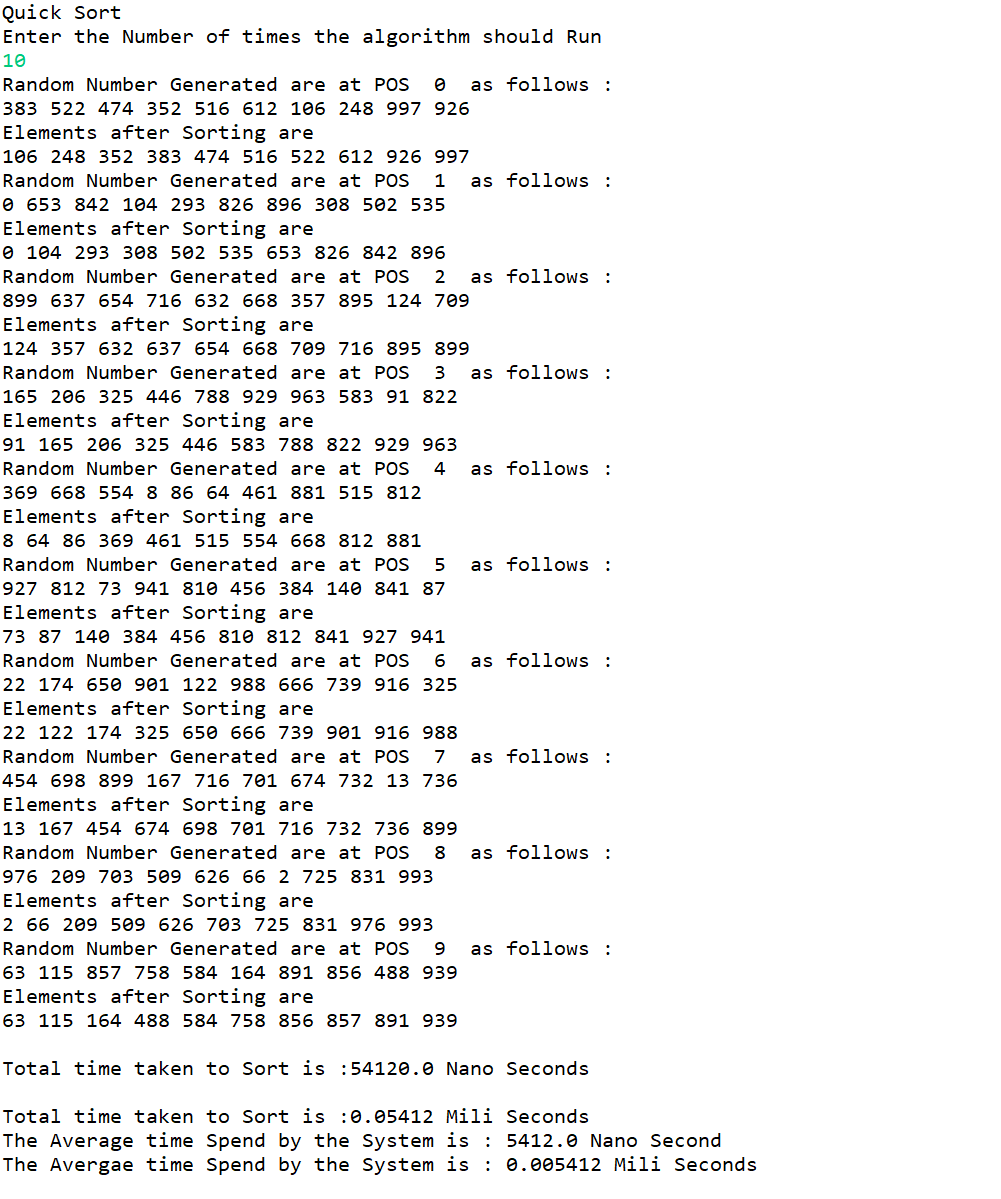 Quick Sort
Enter the Number of times the algorithm should Run
10
Random Number Generated are at POS  0  as follows :
383 522 474 352 516 612 106 248 997 926
Elements after Sorting are
106 248 352 383 474 516 522 612 926 997
Random Number Generated are at POS  1  as follows :
0 653 842 104 293 826 896 308 502 535
Elements after Sorting are
0 104 293 308 502 535 653 826 842 896
Random Number Generated are at POS  2  as follows :
899 637 654 716 632 668 357 895 124 709
Elements after Sorting are
124 357 632 637 654 668 709 716 895 899
Random Number Generated are at POS  3  as follows :
165 206 325 446 788 929 963 583 91 822
Elements after Sorting are
91 165 206 325 446 583 788 822 929 963
Random Number Generated are at POS  4  as follows :
369 668 554 8 86 64 461 881 515 812
Elements after Sorting are
8 64 86 369 461 515 554 668 812 881
Random Number Generated are at POS  5  as follows :
927 812 73 941 810 456 384 140 841 87
Elements after Sorting are
73 87 140 384 456 810 812 841 927 941
Random Number Generated are at POS  6  as follows :
22 174 650 901 122 988 666 739 916 325
Elements after Sorting are
22 122 174 325 650 666 739 901 916 988
Random Number Generated are at POS  7  as follows :
454 698 899 167 716 701 674 732 13 736
Elements after Sorting are
13 167 454 674 698 701 716 732 736 899
Random Number Generated are at POS  8  as follows :
976 209 703 509 626 66 2 725 831 993
Elements after Sorting are
2 66 209 509 626 703 725 831 976 993
Random Number Generated are at POS  9  as follows :
63 115 857 758 584 164 891 856 488 939
Elements after Sorting are
63 115 164 488 584 758 856 857 891 939
Total time taken to Sort is :54120.0 Nano Seconds
Total time taken to Sort is :0.05412 Mili Seconds
The Average time Spend by the System is : 5412.0 Nano Second
The Avergae time Spend by the System is : 0.005412 Mili Seconds